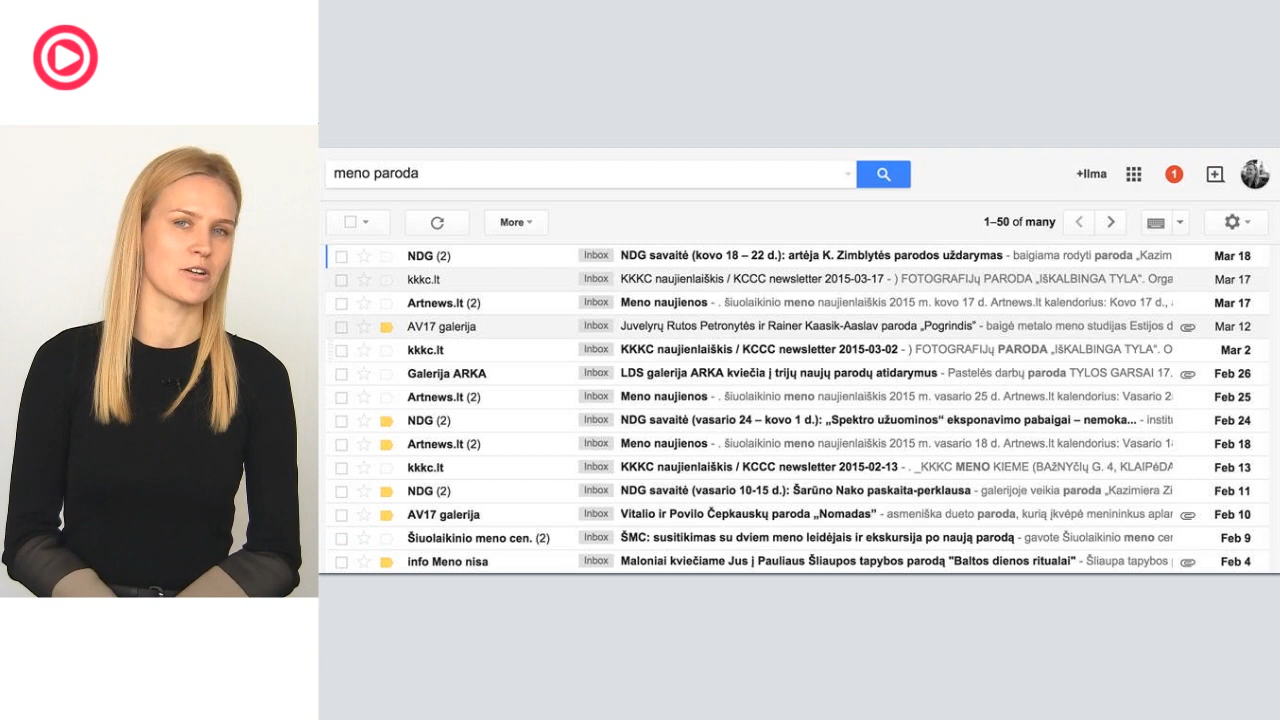 meno paroda
+Ilma
1
More
1–50 of many
NDG (2) Inbox NDG savaitė (kovo 18 – 22 d.): artėja K. Zimblytės parodos uždarymas - baigiama rodyti paroda „Kazim Mar 18
kkkc.lt Inbox KKKC naujienlaiškis / KCCC newsletter 2015-03-17 - ) FOTOGRAFIJų PARODA „IšKALBINGA TYLA“. Orga Mar 17
Artnews.lt (2) Inbox Meno naujienos - . šiuolaikinio meno naujienlaiškis 2015 m. kovo 17 d. Artnews.lt kalendorius: Kovo 17 d., Mar 17
AV17 galerija Inbox Juvelyrų Rutos Petronytės ir Rainer Kaasik-Aaslav paroda „Pogrindis” - baigė metalo meno studijas Estijos d Mar 12
kkkc.lt Inbox KKKC naujienlaiškis / KCCC newsletter 2015-03-02 - ) FOTOGRAFIJų PARODA „IšKALBINGA TYLA“. O Mar 2
Galerija ARKA Inbox LDS galerija ARKA kviečia į trijų naujų parodų atidarymus - Pastelės darbų paroda TYLOS GARSAI 17. Feb 26
Artnews.lt (2) Inbox Meno naujienos - . šiuolaikinio meno naujienlaiškis 2015 m. vasario 25 d. Artnews.lt kalendorius: Vasario 2 Feb 25
NDG (2) Inbox NDG savaitė (vasario 24 – kovo 1 d.): „Spektro užuominos“ eksponavimo pabaigai – nemoka... - institu Feb 24
Artnews.lt (2) Inbox Meno naujienos - . šiuolaikinio meno naujienlaiškis 2015 m. vasario 18 d. Artnews.lt kalendorius: Vasario 1 Feb 18
kkkc.lt Inbox KKKC naujienlaiškis / KCCC newsletter 2015-02-13 - . _KKKC MENO KIEME (BAžNYčIų G. 4, KLAIPėDA Feb 13
NDG (2) Inbox NDG savaitė (vasario 10-15 d.): Šarūno Nako paskaita-perklausa - galerijoje veikia paroda „Kazimiera Zi Feb 11
AV17 galerija Inbox Vitalio ir Povilo Čepkauskų paroda „Nomadas” - asmeniška dueto paroda, kurią įkvėpė menininkus aplan Feb 10
Šiuolaikinio meno cen. (2) Inbox ŠMC: susitikimas su dviem meno leidėjais ir ekskursija po naują parodą - gavote Šiuolaikinio meno cen Feb 9
info Meno nisa Inbox Maloniai kviečiame Jus į Pauliaus Šliaupos tapybos parodą "Baltos dienos ritualai" - Šliaupa tapybos Feb 4